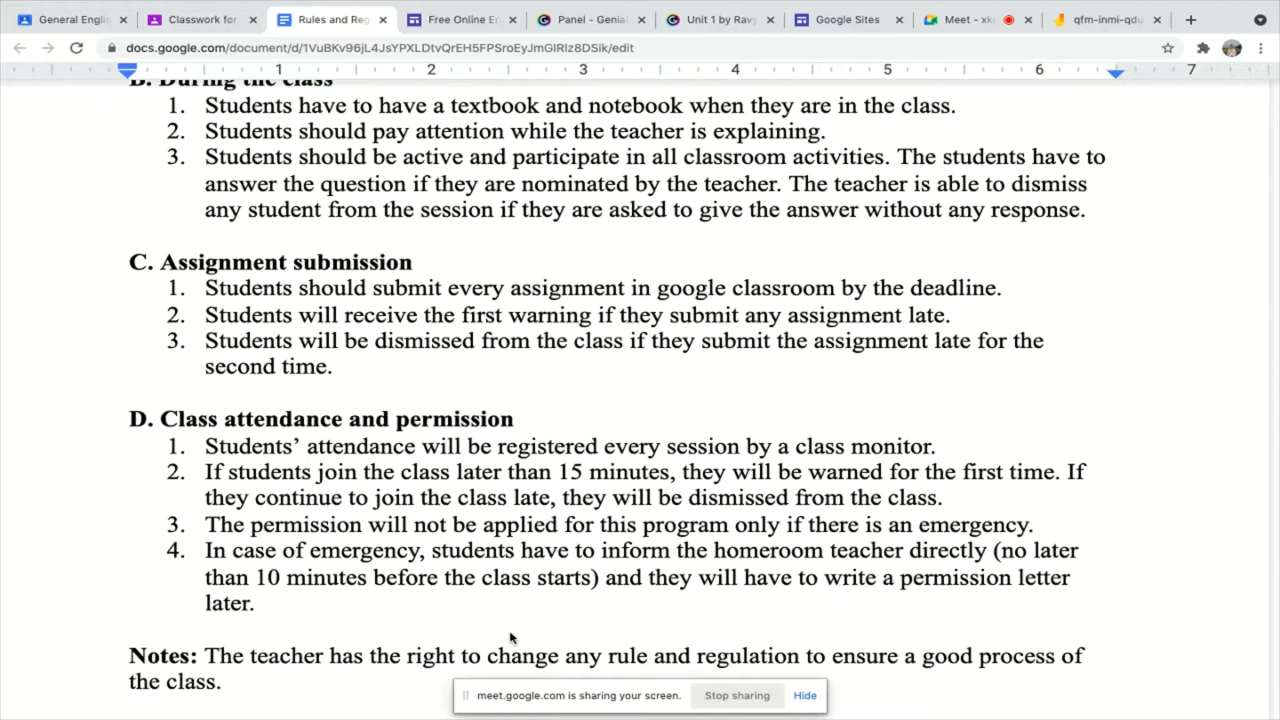 General Englis
Classwork for
Rules and Reg
Free Online En
Panel - Genial
Unit 1 by Ravy
Google Sites
Meet - xk
qfm-inmi-qdu
docs.google.com/document/d/1VuBKv96jL4JsYPXLDtvQrEH5FPSroEyJmGIRIz8DSik/edit
1 2 3 4 5 6 7
B. During the class
1. Students have to have a textbook and notebook when they are in the class.
2. Students should pay attention while the teacher is explaining.
3. Students should be active and participate in all classroom activities. The students have to
answer the question if they are nominated by the teacher. The teacher is able to dismiss
any student from the session if they are asked to give the answer without any response.
C. Assignment submission
1. Students should submit every assignment in google classroom by the deadline.
2. Students will receive the first warning if they submit any assignment late.
3. Students will be dismissed from the class if they submit the assignment late for the
second time.
D. Class attendance and permission
1. Students’ attendance will be registered every session by a class monitor.
2. If students join the class later than 15 minutes, they will be warned for the first time. If
they continue to join the class late, they will be dismissed from the class.
3. The permission will not be applied for this program only if there is an emergency.
4. In case of emergency, students have to inform the homeroom teacher directly (no later
than 10 minutes before the class starts) and they will have to write a permission letter
later.
Notes: The teacher has the right to change any rule and regulation to ensure a good process of
the class.
meet.google.com is sharing your screen. Stop sharing Hide